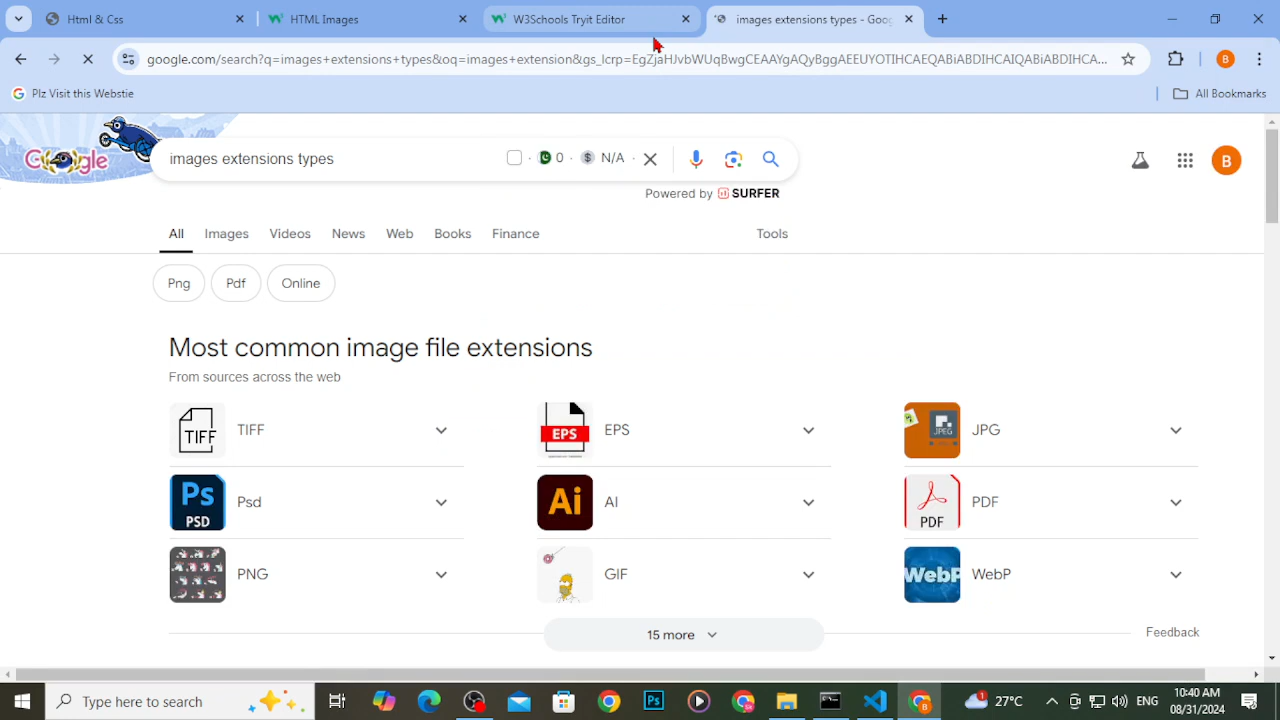 Html & Css
HTML Images
W3Schools Tryit Editor
images extensions types - Goog
google.com/search?q=images+extensions+types&oq=images+extension&gs_lcrp=EgZjaHJvbWUqBwgCEAAYgAQyBggAEEUYOTIHCAEQABiABDIHCAIQABiABDIHCA...
Plz Visit this Webstie
All Bookmarks
Google
images extensions types
0 · N/A ·
B
Powered by SURFER
All
Images
Videos
News
Web
Books
Finance
Tools
Png
Pdf
Online
Most common image file extensions
From sources across the web
TIFF TIFF
EPS EPS
JPEG JPG
Ps PSD Psd
Ai AI
PDF PDF
PNG
GIF
WebP WebP
15 more
Feedback
Type here to search
Ps
27°C
ENG
10:40 AM
08/31/2024